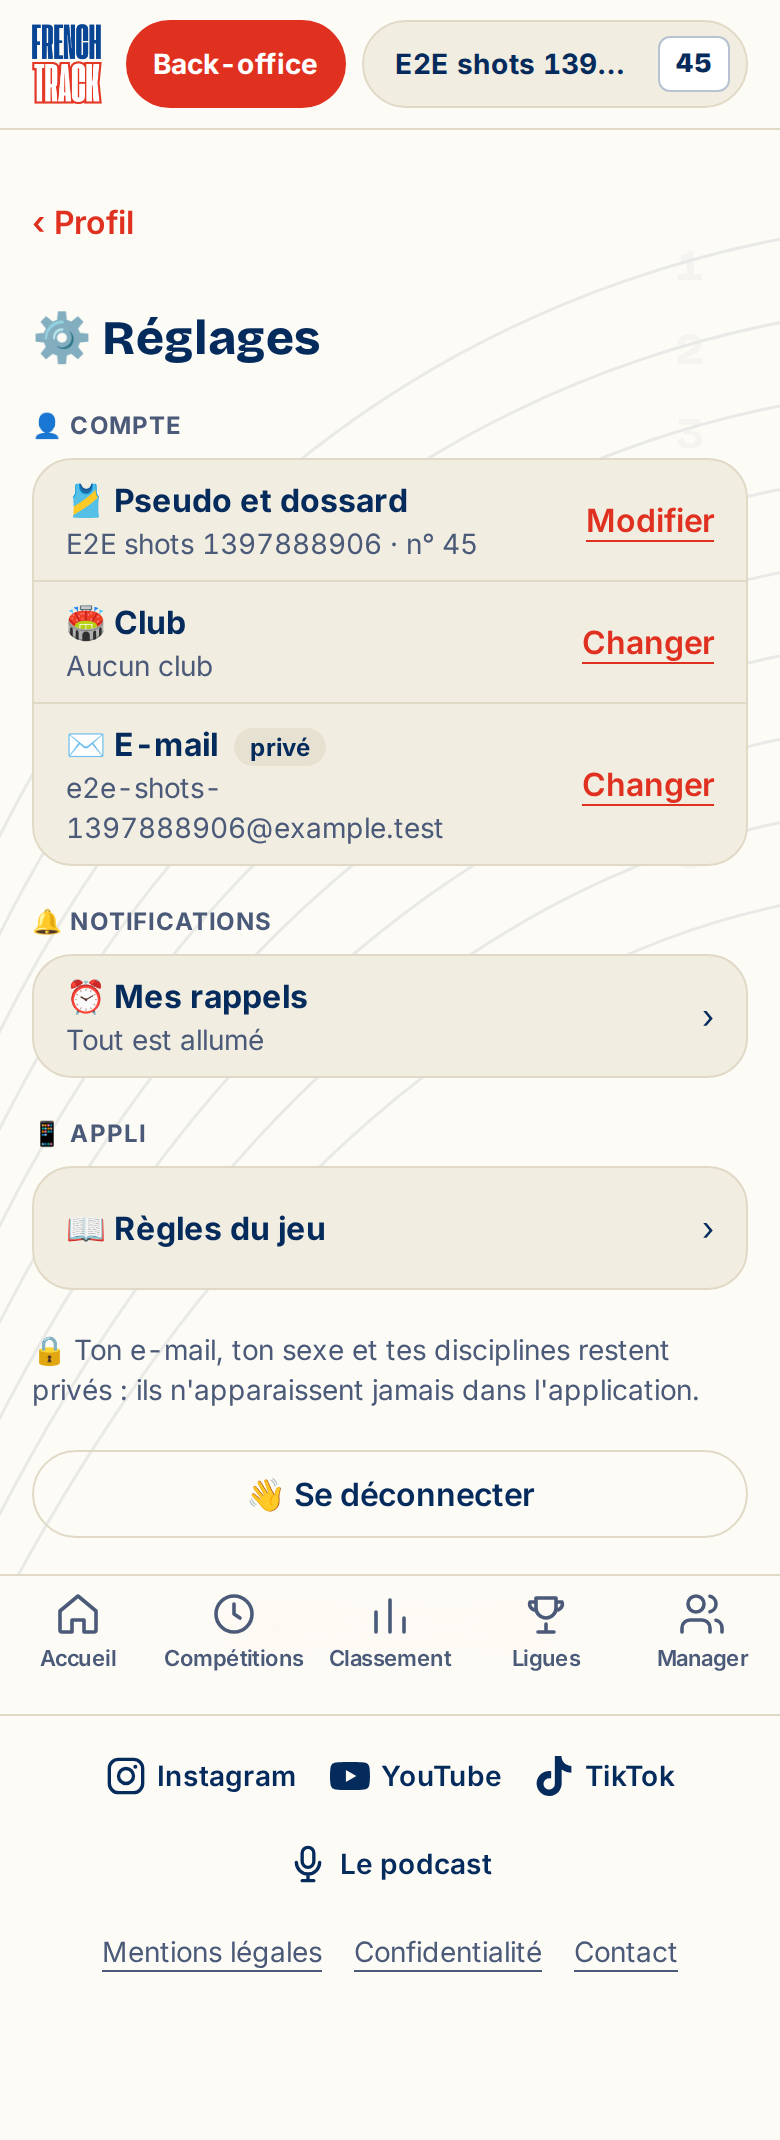 FRENCH
TRACK
Back-office
E2E shots 139...
45
‹ Profil
1
2
3
⚙️ Réglages
👤 COMPTE
🎽 Pseudo et dossard
E2E shots 1397888906 · n° 45
Modifier
🏟️ Club
Aucun club
Changer
✉️ E-mail privé
e2e-shots-
1397888906@example.test
Changer
🔔 NOTIFICATIONS
⏰ Mes rappels
Tout est allumé
›
📱 APPLI
📖 Règles du jeu
›
🔒 Ton e-mail, ton sexe et tes disciplines restent
privés : ils n'apparaissent jamais dans l'application.
👋 Se déconnecter
Accueil
Compétitions
Classement
Ligues
Manager
Instagram
YouTube
TikTok
Le podcast
Mentions légales
Confidentialité
Contact